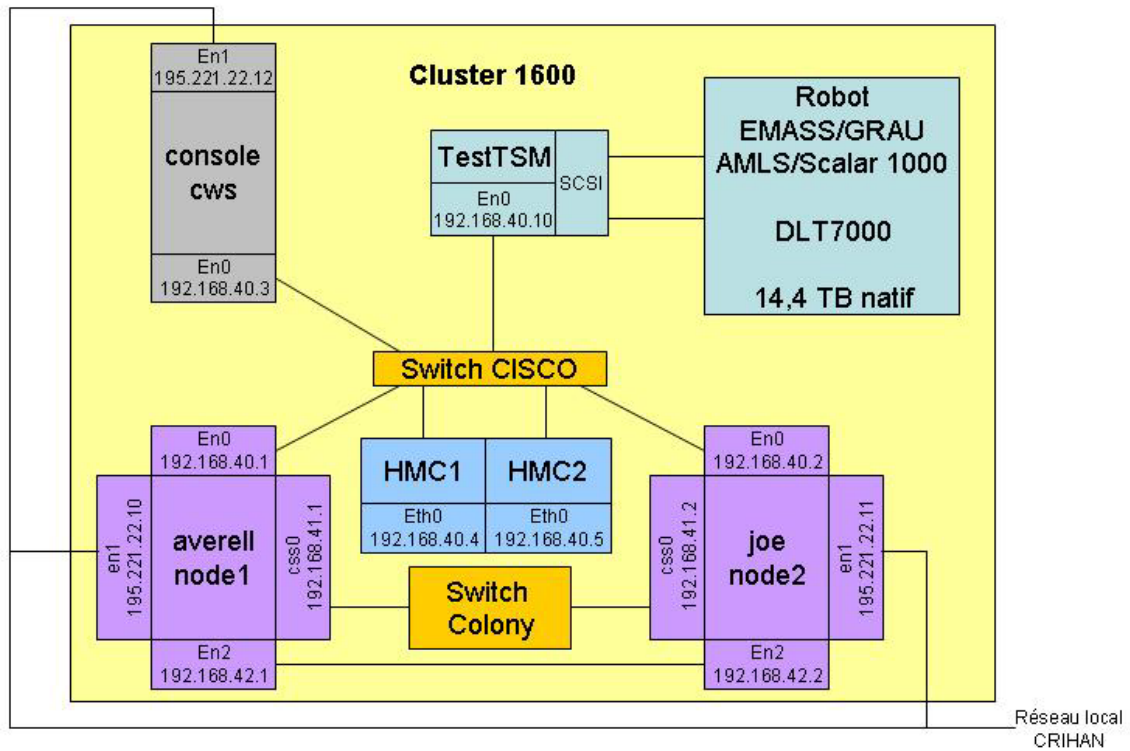 En1
195.221.22.12
console
cws
En0
192.168.40.3
Cluster 1600
TestTSM
En0
192.168.40.10
SCSI
Robot
EMASS/GRAU
AMLS/Scalar 1000
DLT7000
14,4 TB natif
Switch CISCO
En0
192.168.40.1
en1
195.221.22.10
averell
node1
css0
192.168.41.1
En2
192.168.42.1
HMC1
Eth0
192.168.40.4
HMC2
Eth0
192.168.40.5
Switch
Colony
En0
192.168.40.2
css0
192.168.41.2
joe
node2
en1
195.221.22.11
En2
192.168.42.2
Réseau local
CRIHAN